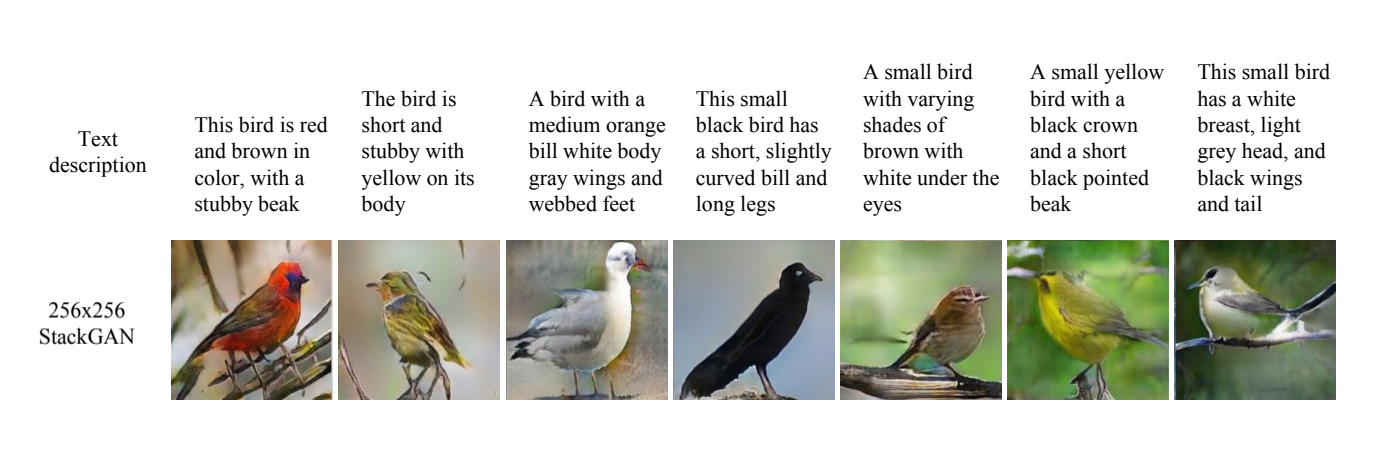 Text
description
This bird is red
and brown in
color, with a
stubby beak
The bird is
short and
stubby with
yellow on its
body
A bird with a
medium orange
bill white body
gray wings and
webbed feet
This small
black bird has
a short, slightly
curved bill and
long legs
A small bird
with varying
shades of
brown with
white under the
eyes
A small yellow
bird with a
black crown
and a short
black pointed
beak
This small bird
has a white
breast, light
grey head, and
black wings
and tail
256x256
StackGAN